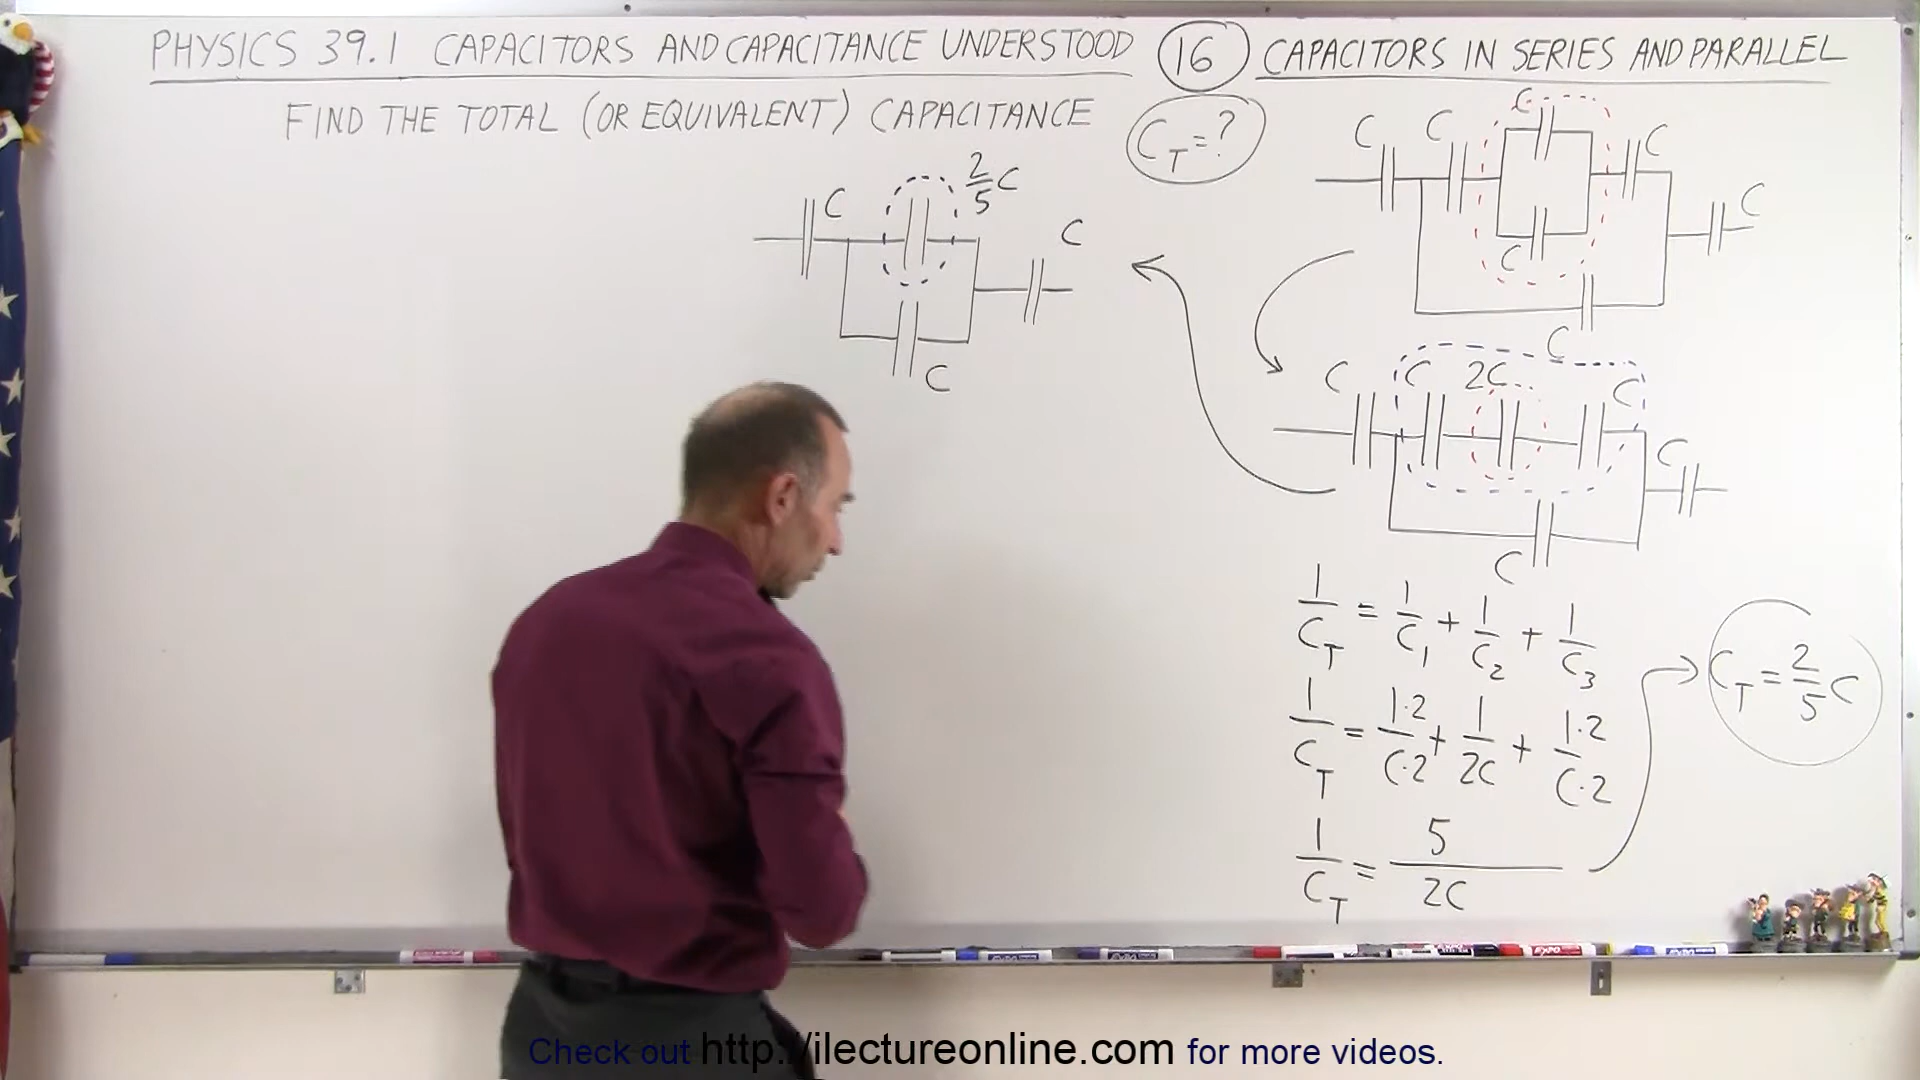 PHYSICS 39.1 CAPACITORS AND CAPACITANCE UNDERSTOOD 16 CAPACITORS IN SERIES AND PARALLEL
FIND THE TOTAL (OR EQUIVALENT) CAPACITANCE C_T = ?
C C C C C C C
C 2/5 C C C
C C 2C C C C
1/C_T = 1/C_1 + 1/C_2 + 1/C_3
1/C_T = 1·2/C·2 + 1/2C + 1·2/C·2
1/C_T = 5/2C
C_T = 2/5 C
EXPO
Check out http://ilectureonline.com for more videos.